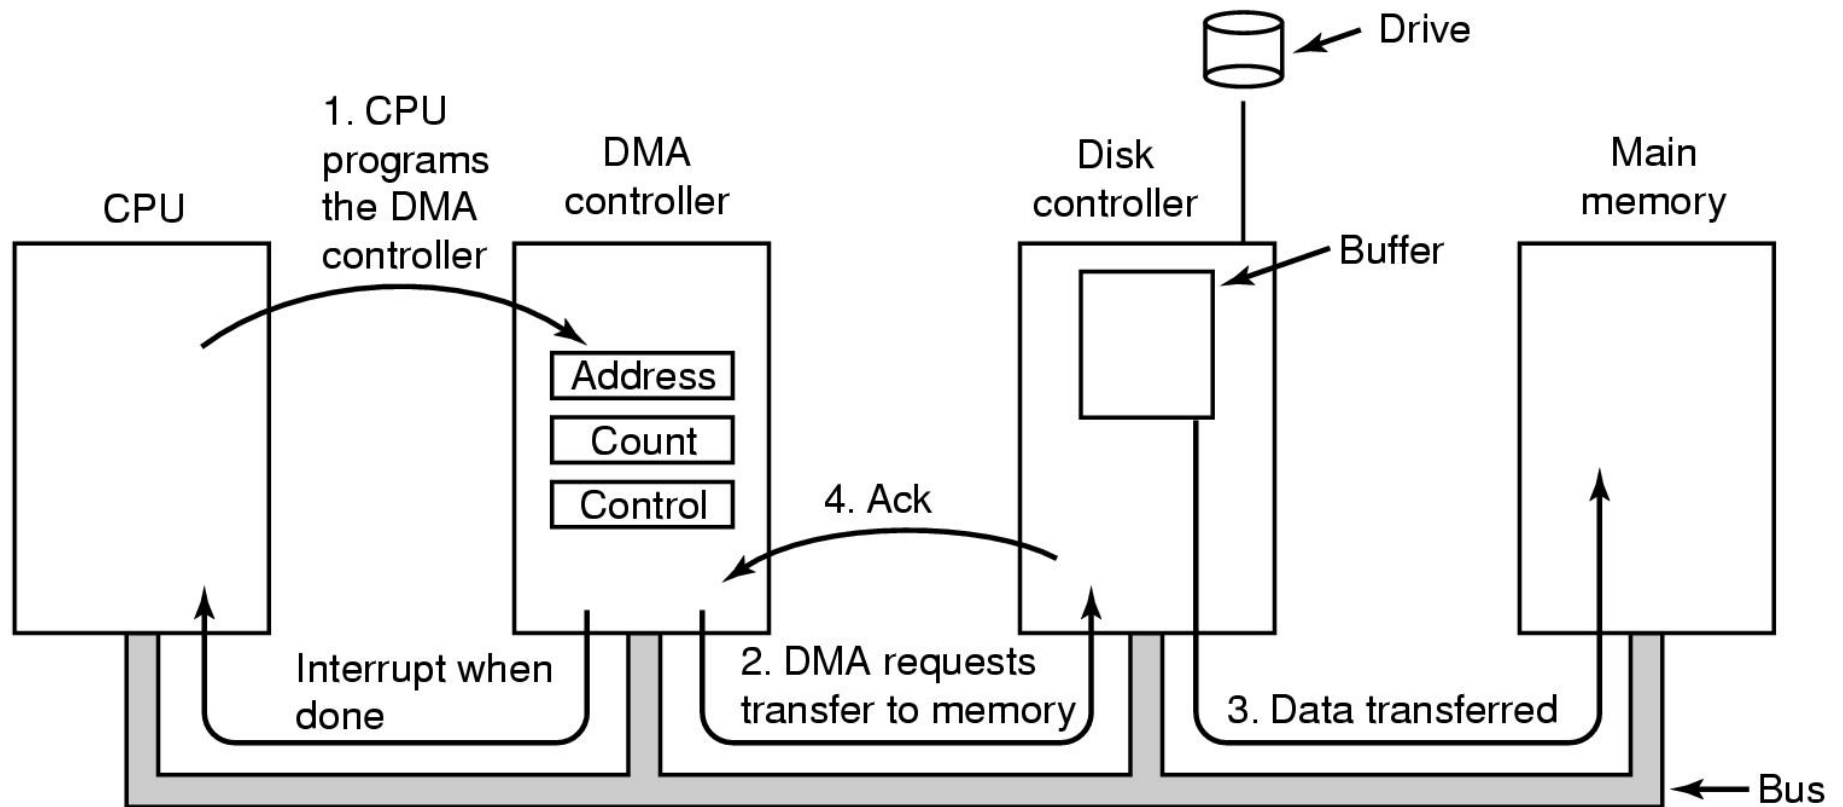 Drive
1. CPU
programs
the DMA
controller
CPU
DMA
controller
Disk
controller
Main
memory
Buffer
Address
Count
Control
4. Ack
Interrupt when
done
2. DMA requests
transfer to memory
3. Data transferred
Bus